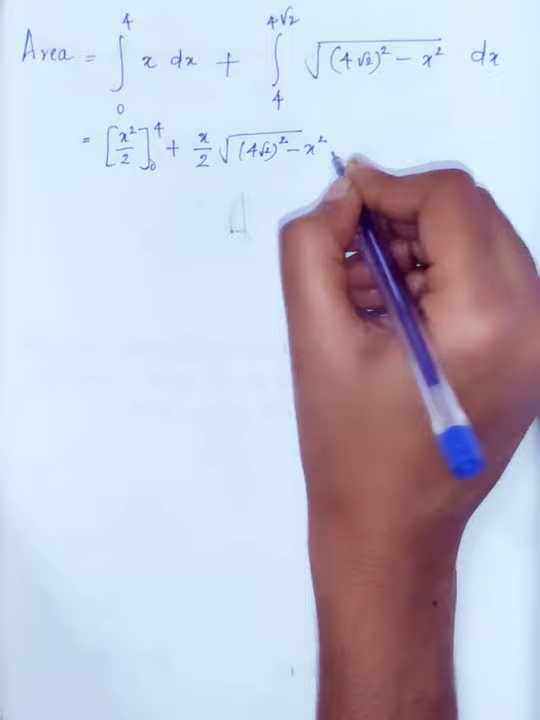 Area = ∫₀⁴ x dx + ∫₄^{4√2} √((4√2)² − x²) dx
= [x²/2]₀⁴ + x/2 √((4√2)² − x²)